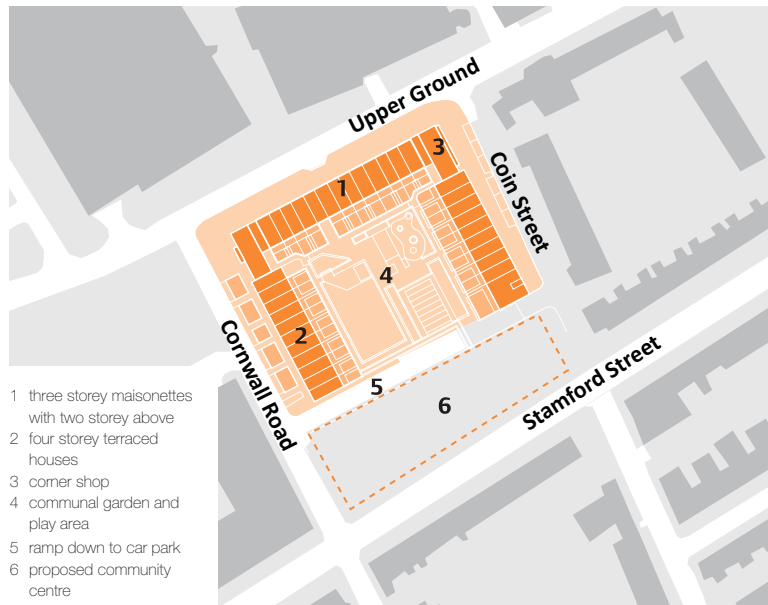 Upper Ground
Coin Street
Cornwall Road
Stamford Street
1
2
3
4
5
6
1 three storey maisonettes
with two storey above
2 four storey terraced
houses
3 corner shop
4 communal garden and
play area
5 ramp down to car park
6 proposed community
centre